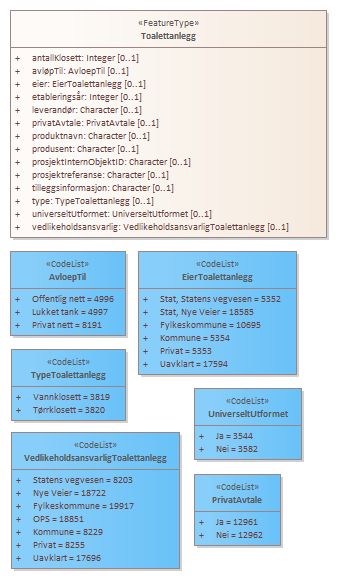 «FeatureType»
Toalettanlegg
+ antallKlosett: Integer [0..1]
+ avløpTil: AvloepTil [0..1]
+ eier: EierToalettanlegg [0..1]
+ etableringsår: Integer [0..1]
+ leverandør: Character [0..1]
+ privatAvtale: PrivatAvtale [0..1]
+ produktnavn: Character [0..1]
+ produsent: Character [0..1]
+ prosjektInternObjektID: Character [0..1]
+ prosjektreferanse: Character [0..1]
+ tilleggsinformasjon: Character [0..1]
+ type: TypeToalettanlegg [0..1]
+ universeltUtformet: UniverseltUtformet [0..1]
+ vedlikeholdsansvarlig: VedlikeholdsansvarligToalettanlegg [0..1]
«CodeList»
AvloepTil
+ Offentlig nett = 4996
+ Lukket tank = 4997
+ Privat nett = 8191
«CodeList»
EierToalettanlegg
+ Stat, Statens vegvesen = 5352
+ Stat, Nye Veier = 18585
+ Fylkeskommune = 10695
+ Kommune = 5354
+ Privat = 5353
+ Uavklart = 17594
«CodeList»
TypeToalettanlegg
+ Vannklosett = 3819
+ Tørrklosett = 3820
«CodeList»
UniverseltUtformet
+ Ja = 3544
+ Nei = 3582
«CodeList»
VedlikeholdsansvarligToalettanlegg
+ Statens vegvesen = 8203
+ Nye Veier = 18722
+ Fylkeskommune = 19917
+ OPS = 18851
+ Kommune = 8229
+ Privat = 8255
+ Uavklart = 17696
«CodeList»
PrivatAvtale
+ Ja = 12961
+ Nei = 12962